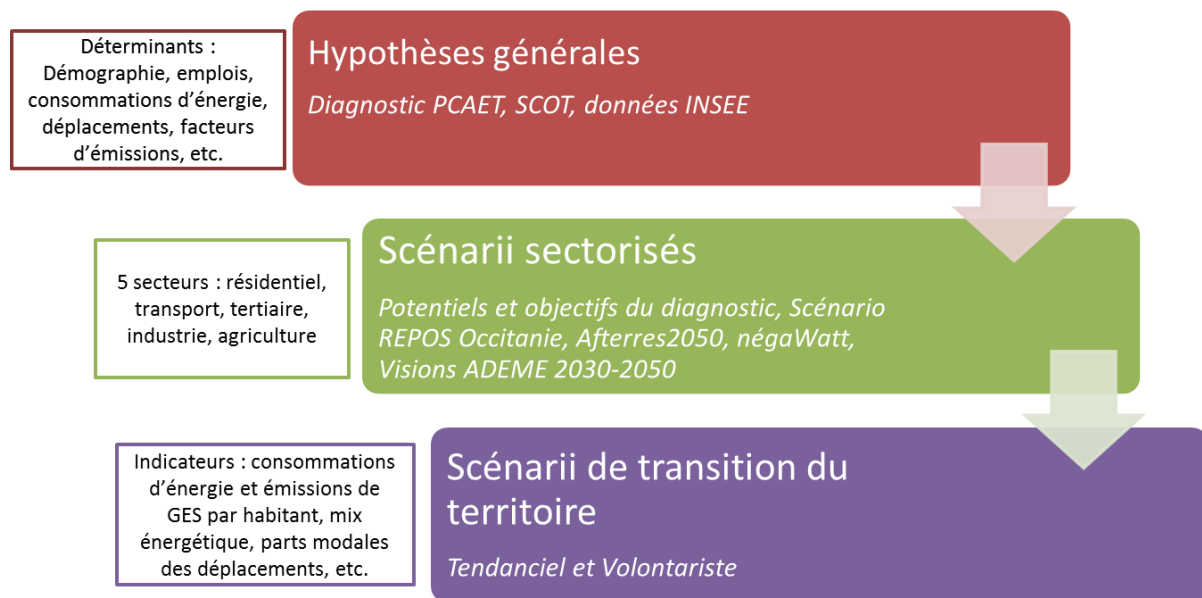 Déterminants :
Démographie, emplois,
consommations d'énergie,
déplacements, facteurs
d'émissions, etc.
Hypothèses générales
Diagnostic PCAET, SCOT, données INSEE
5 secteurs : résidentiel,
transport, tertiaire,
industrie, agriculture
Scénarii sectorisés
Potentiels et objectifs du diagnostic, Scénario
REPOS Occitanie, Afterres2050, négaWatt,
Visions ADEME 2030-2050
Indicateurs : consommations
d'énergie et émissions de
GES par habitant, mix
énergétique, parts modales
des déplacements, etc.
Scénarii de transition du
territoire
Tendanciel et Volontariste